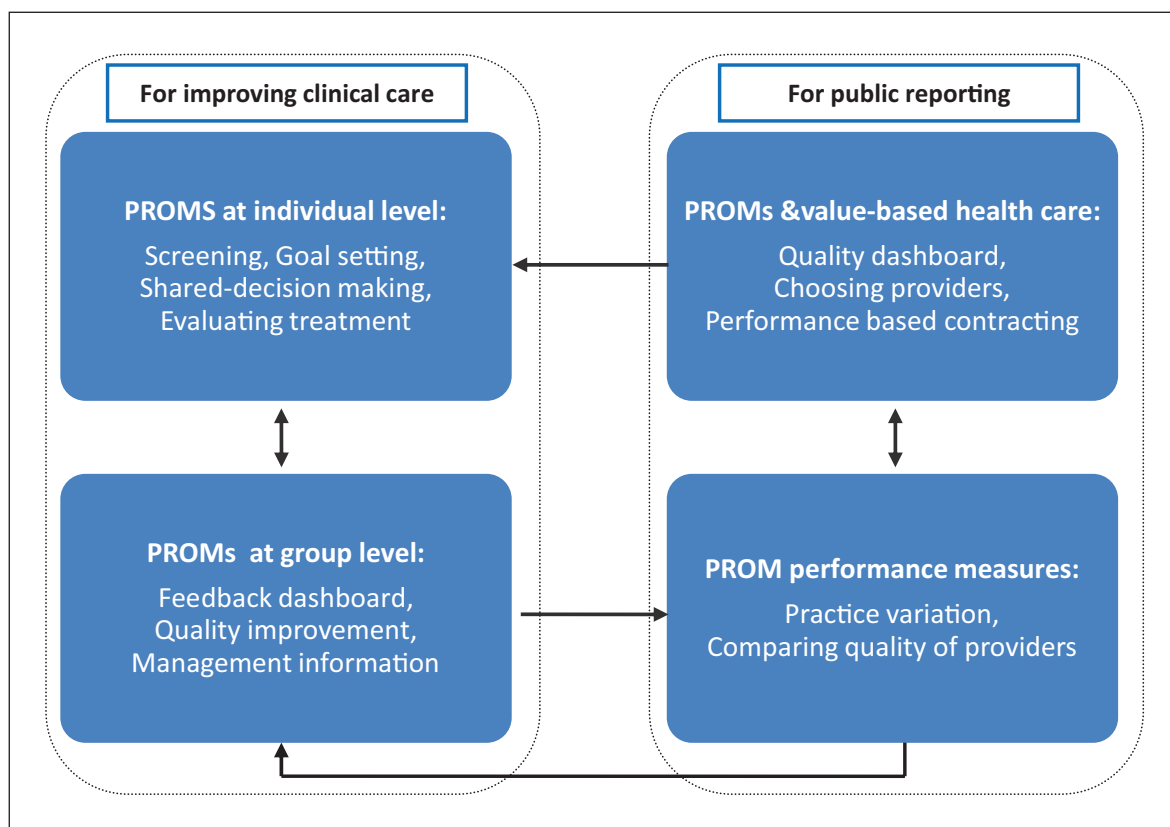 For improving clinical care
PROMS at individual level:
Screening, Goal setting,
Shared-decision making,
Evaluating treatment
PROMs  at group level:
Feedback dashboard,
Quality improvement,
Management information
For public reporting
PROMs &value-based health care:
Quality dashboard,
Choosing providers,
Performance based contracting
PROM performance measures:
Practice variation,
Comparing quality of providers